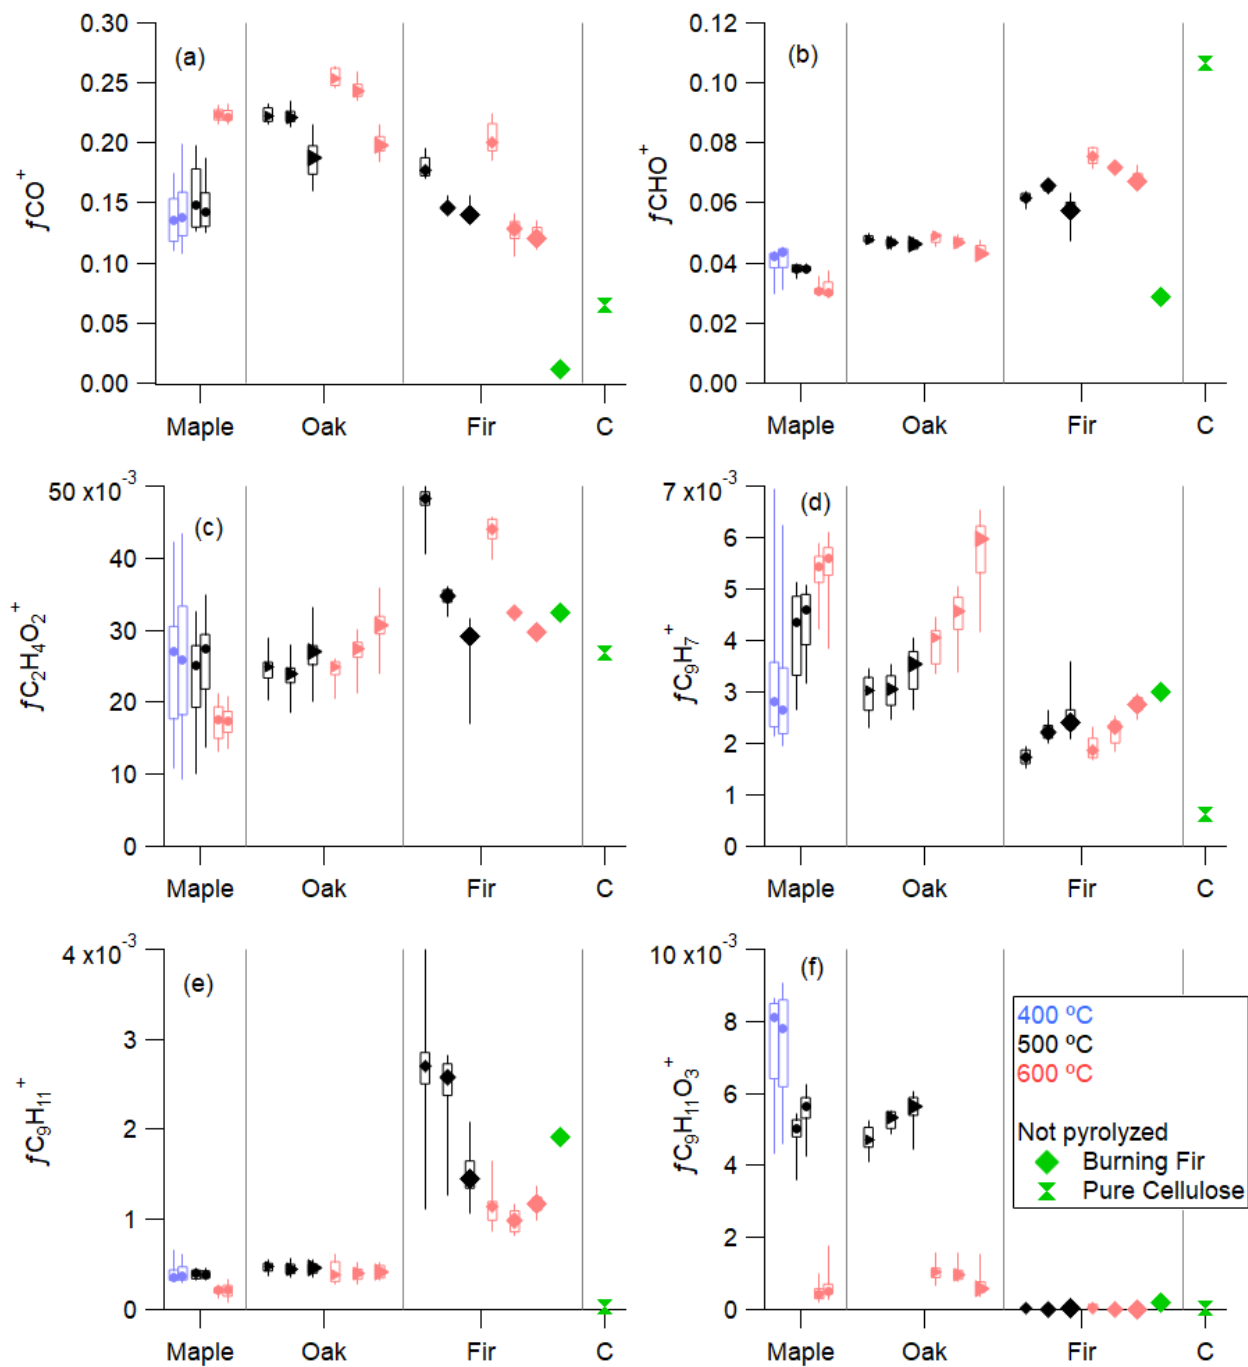 (a)
0.30
0.25
0.20
0.15
0.10
0.05
0.00
fCO⁺
Maple Oak Fir C
(b)
0.12
0.10
0.08
0.06
0.04
0.02
0.00
fCHO⁺
Maple Oak Fir C
(c)
50 x10⁻³
40
30
20
10
0
fC₂H₄O₂⁺
Maple Oak Fir C
(d)
7 x10⁻³
6
5
4
3
2
1
0
fC₉H₇⁺
Maple Oak Fir C
(e)
4 x10⁻³
3
2
1
0
fC₉H₁₁⁺
Maple Oak Fir C
(f)
10 x10⁻³
8
6
4
2
0
fC₉H₁₁O₃⁺
Maple Oak Fir C
400 ºC
500 ºC
600 ºC
Not pyrolyzed
Burning Fir
Pure Cellulose